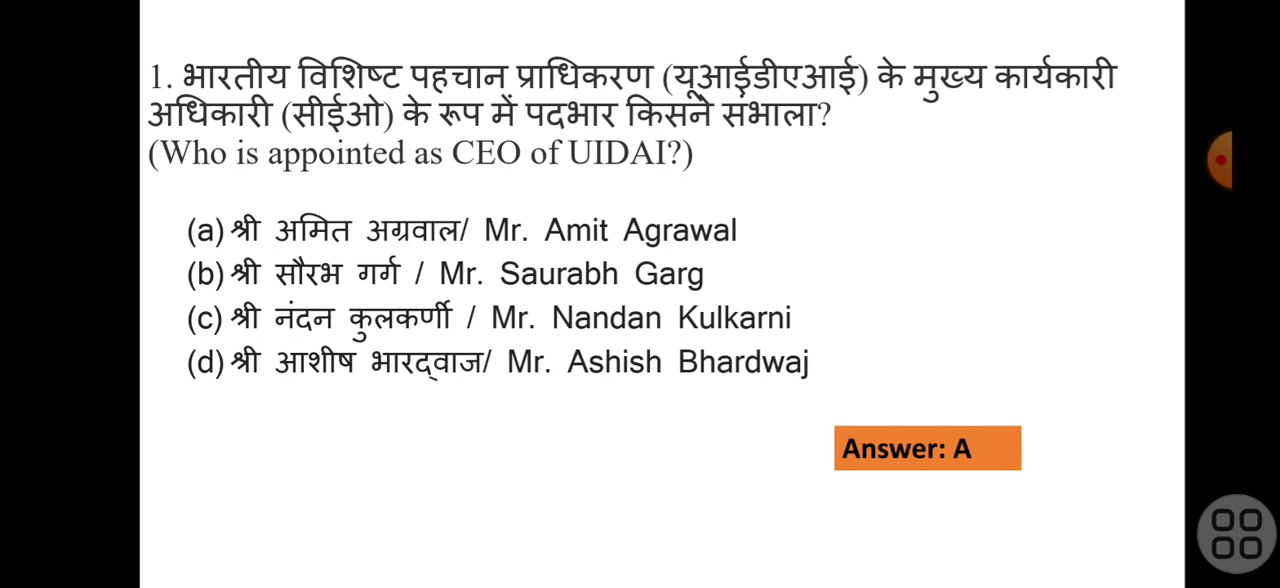 1. भारतीय विशिष्ट पहचान प्राधिकरण (यूआईडीएआई) के मुख्य कार्यकारी
अधिकारी (सीईओ) के रूप में पदभार किसने संभाला?
(Who is appointed as CEO of UIDAI?)
(a) श्री अमित अग्रवाल/ Mr. Amit Agrawal
(b) श्री सौरभ गर्ग / Mr. Saurabh Garg
(c) श्री नंदन कुलकर्णी / Mr. Nandan Kulkarni
(d) श्री आशीष भारद्वाज/ Mr. Ashish Bhardwaj
Answer: A